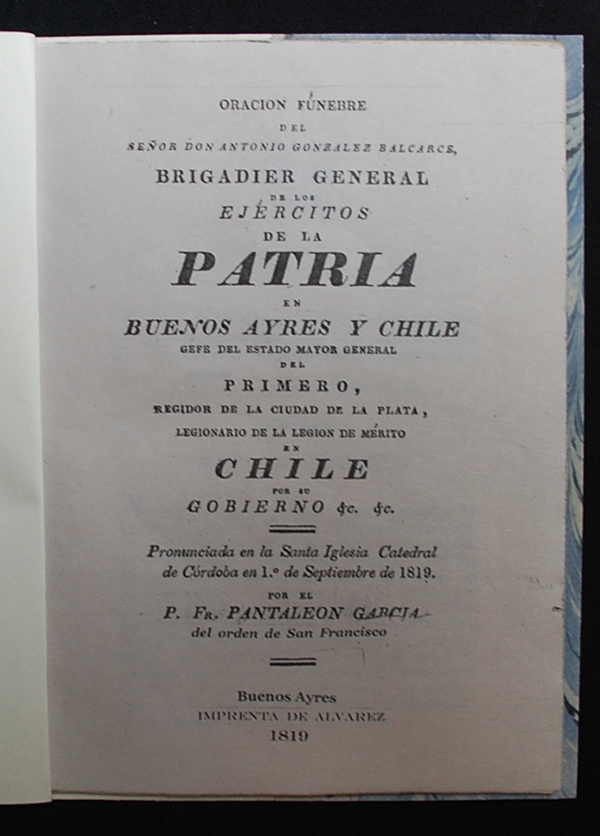 ORACION FÚNEBRE
DEL
SEÑOR DON ANTONIO GONZALEZ BALCARCE,
BRIGADIER GENERAL
DE LOS
EJÉRCITOS
DE LA
PATRIA
EN
BUENOS AYRES Y CHILE
GEFE DEL ESTADO MAYOR GENERAL
DEL
PRIMERO,
REGIDOR DE LA CIUDAD DE LA PLATA,
LEGIONARIO DE LA LEGION DE MÉRITO
EN
CHILE
POR SU
GOBIERNO &c. &c.
Pronunciada en la Santa Iglesia Catedral
de Córdoba en 1.º de Septiembre de 1819.
POR EL
P. FR. PANTALEON GARCIA
del orden de San Francisco
Buenos Ayres
IMPRENTA DE ALVAREZ
1819